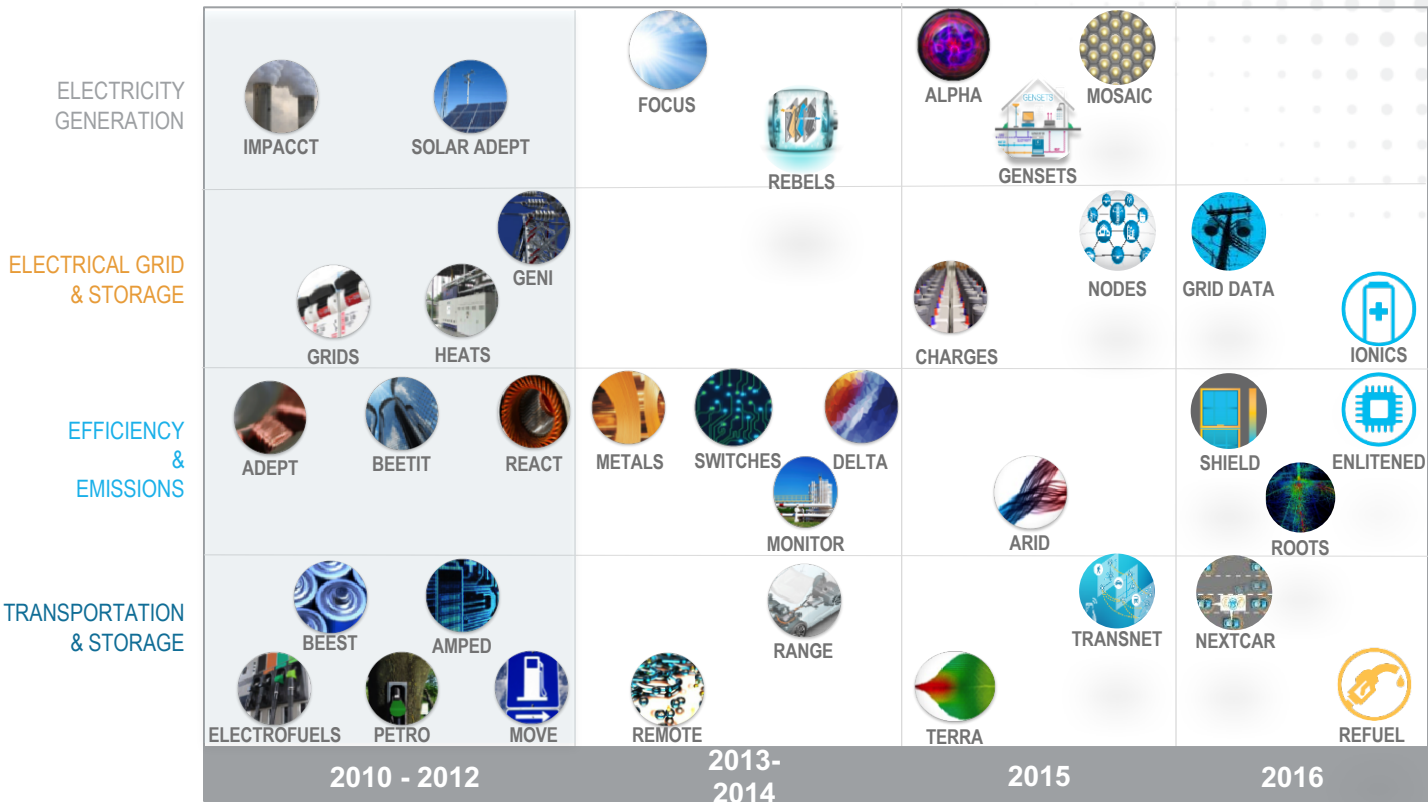 ELECTRICITY
GENERATION
IMPACCT
SOLAR ADEPT
FOCUS
REBELS
ALPHA
GENSETS
GENSETS
MOSAIC
ELECTRICAL GRID
& STORAGE
GRIDS
HEATS
GENI
CHARGES
NODES
GRID DATA
IONICS
EFFICIENCY
&
EMISSIONS
ADEPT
BEETIT
REACT
METALS
SWITCHES
DELTA
MONITOR
ARID
SHIELD
ENLITENED
ROOTS
TRANSPORTATION
& STORAGE
BEEST
AMPED
ELECTROFUELS
PETRO
MOVE
RANGE
REMOTE
TRANSNET
TERRA
NEXTCAR
REFUEL
2010 - 2012
2013-
2014
2015
2016